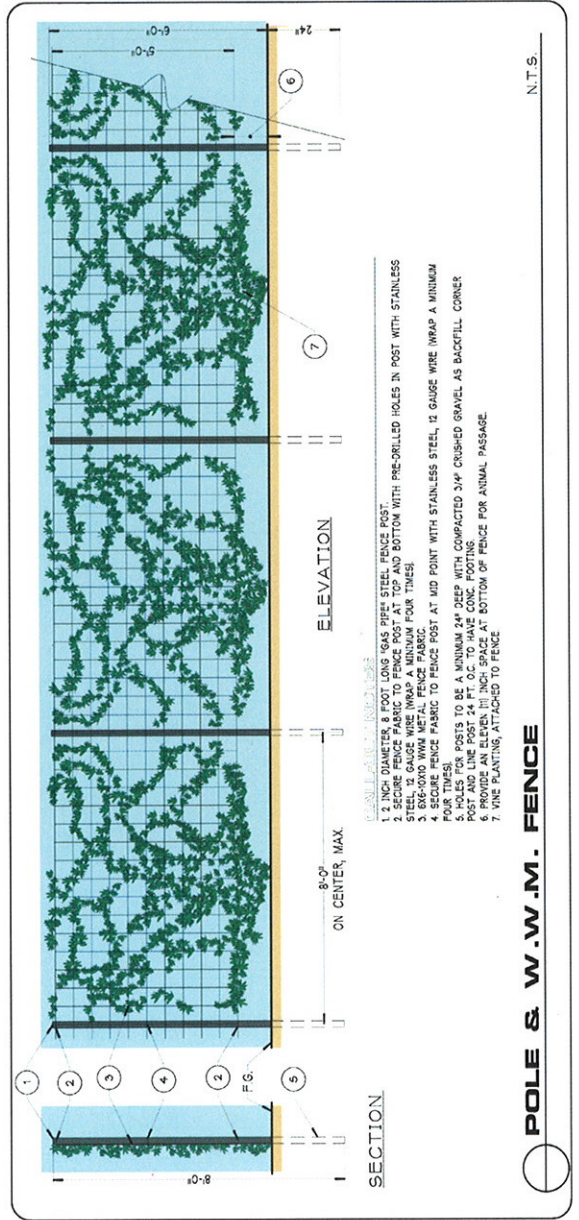 6'-0"
5'-0"
24"
6
7
ELEVATION
8'-0"
ON CENTER, MAX.
1
2
3
4
2
F.G.
5
8'-0"
SECTION
1. 2 INCH DIAMETER, 8 FOOT LONG "GAS PIPE" STEEL FENCE POST.
2. SECURE FENCE FABRIC TO FENCE POST AT TOP AND BOTTOM WITH PRE-DRILLED HOLES IN POST WITH STAINLESS
STEEL, 12 GAUGE WIRE (WRAP A MINIMUM FOUR TIMES).
3. 6X6-10X10 WWM METAL FENCE FABRIC.
4. SECURE FENCE FABRIC TO FENCE POST AT MID POINT WITH STAINLESS STEEL, 12 GAUGE WIRE (WRAP A MINIMUM
FOUR TIMES).
5. HOLES FOR POSTS TO BE A MINIMUM 24" DEEP WITH COMPACTED 3/4" CRUSHED GRAVEL AS BACKFILL CORNER
POST AND LINE POST 24 FT. O.C. TO HAVE CONC. FOOTING.
6. PROVIDE AN ELEVEN (11) INCH SPACE AT BOTTOM OF FENCE FOR ANIMAL PASSAGE.
7. VINE PLANTING, ATTACHED TO FENCE
POLE & W.W.M. FENCE
N.T.S.